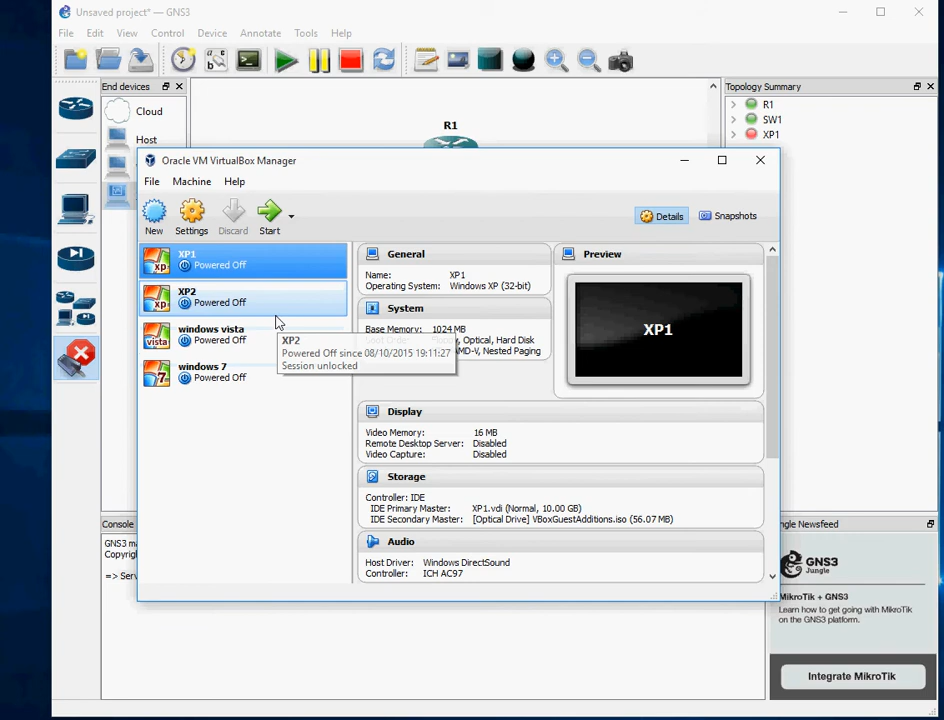 Unsaved project* — GNS3
File Edit View Control Device Annotate Tools Help
End devices
Cloud
Host
R1
Topology Summary
R1
SW1
XP1
Oracle VM VirtualBox Manager
File Machine Help
New Settings Discard Start
Details Snapshots
XP1
Powered Off
XP2
Powered Off
windows vista
Powered Off
windows 7
Powered Off
XP2
Powered Off since 08/10/2015 19:11:27
Session unlocked
General
Name: XP1
Operating System: Windows XP (32-bit)
System
Base Memory: 1024 MB
Optical, Hard Disk
AMD-V, Nested Paging
Preview
XP1
Display
Video Memory: 16 MB
Remote Desktop Server: Disabled
Video Capture: Disabled
Storage
Controller: IDE
IDE Primary Master: XP1.vdi (Normal, 10.00 GB)
IDE Secondary Master: [Optical Drive] VBoxGuestAdditions.iso (56.07 MB)
Audio
Host Driver: Windows DirectSound
Controller: ICH AC97
Console
GNS3 m
Copyrig
=> Serv
ngle Newsfeed
GNS3
Jungle
MikroTik + GNS3
Learn how to get going with MikroTik
on the GNS3 platform.
Integrate MikroTik